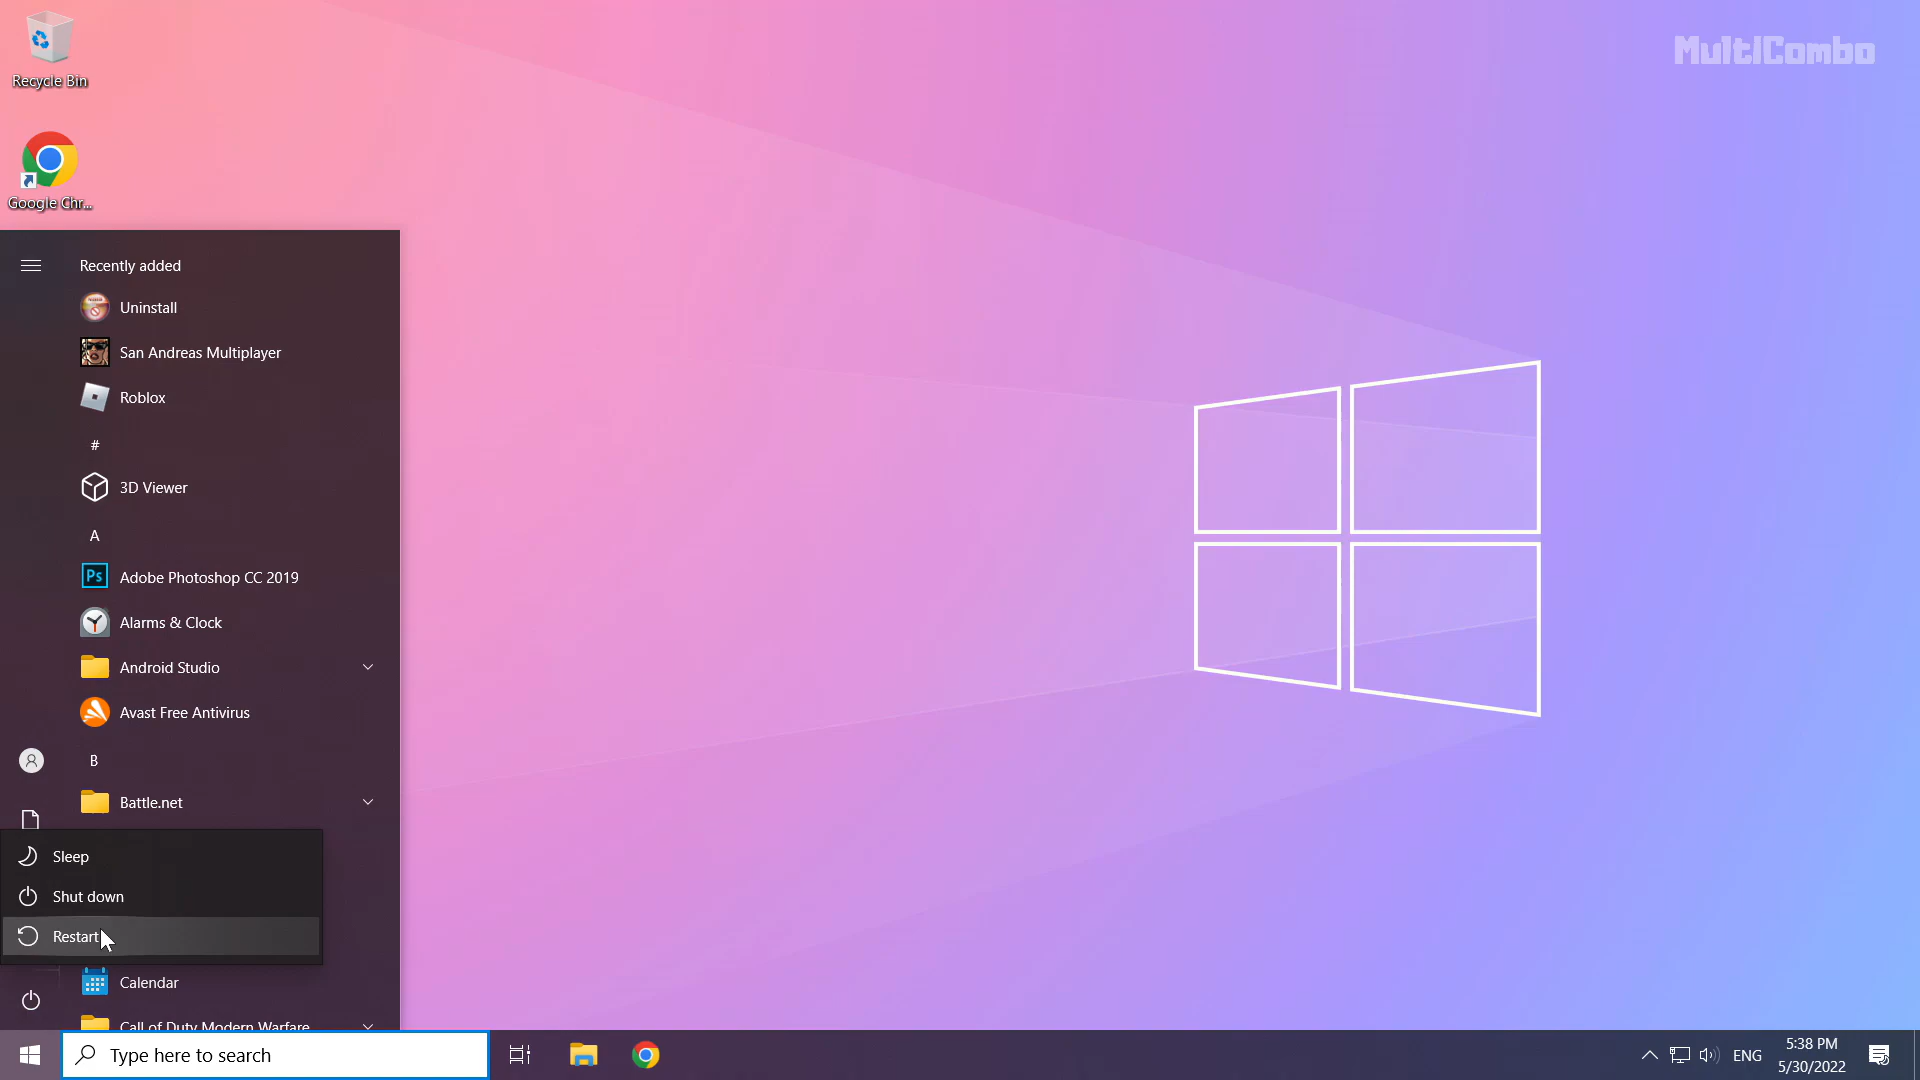 MultiCombo
Recycle Bin
Google Chr...
Recently added
Uninstall
San Andreas Multiplayer
Roblox
#
3D Viewer
A
Ps
Adobe Photoshop CC 2019
Alarms & Clock
Android Studio
Avast Free Antivirus
B
Battle.net
Sleep
Shut down
Restart
Calendar
Call of Duty Modern Warfare
Type here to search
ENG
5:38 PM
5/30/2022